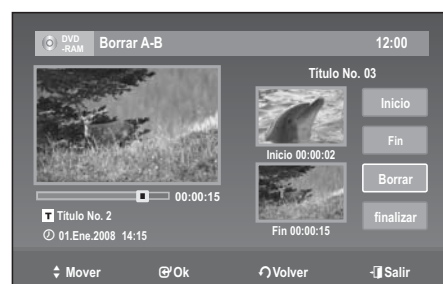 DVD -RAM Borrar A-B 12:00
Título No. 03
Inicio
Fin
Inicio 00:00:02
Borrar
00:00:15
T Título No. 2
finalizar
01.Ene.2008 14:15
Fin 00:00:15
Mover Ok Volver Salir